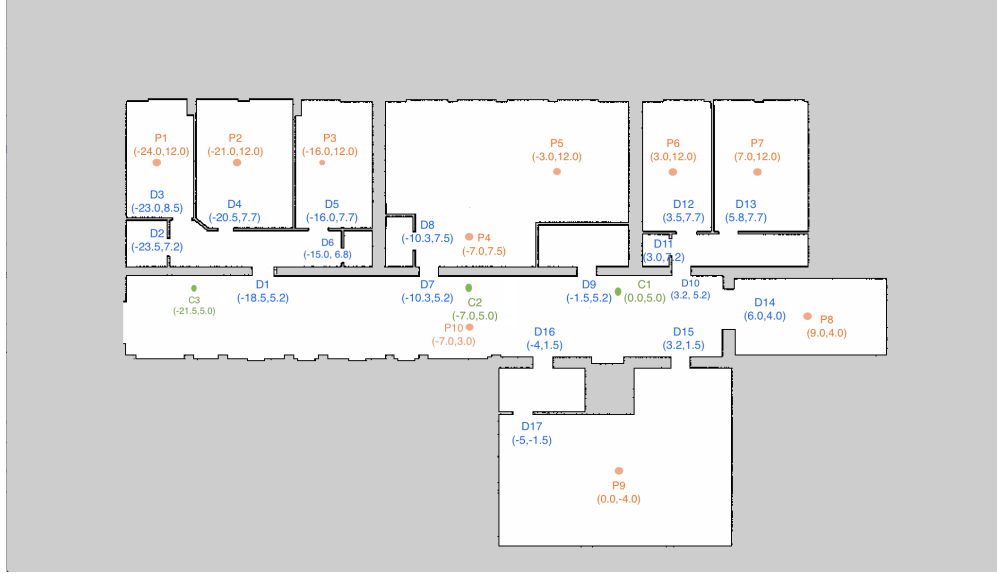 P1
(-24.0,12.0)
P2
(-21.0,12.0)
P3
(-16.0,12.0)
P5
(-3.0,12.0)
P6
(3.0,12.0)
P7
(7.0,12.0)
D3
(-23.0,8.5)
D4
(-20.5,7.7)
D5
(-16.0,7.7)
D12
(3.5,7.7)
D13
(5.8,7.7)
D2
(-23.5,7.2)
D6
(-15.0, 6.8)
D8
(-10.3,7.5)
P4
(-7.0,7.5)
D11
(3.0,7.2)
D1
(-18.5,5.2)
D7
(-10.3,5.2)
D9
(-1.5,5.2)
C1
(0.0,5.0)
D10
(3.2, 5.2)
C3
(-21.5,5.0)
C2
(-7.0,5.0)
D14
(6.0,4.0)
P8
(9.0,4.0)
P10
(-7.0,3.0)
D16
(-4,1.5)
D15
(3.2,1.5)
D17
(-5,-1.5)
P9
(0.0,-4.0)